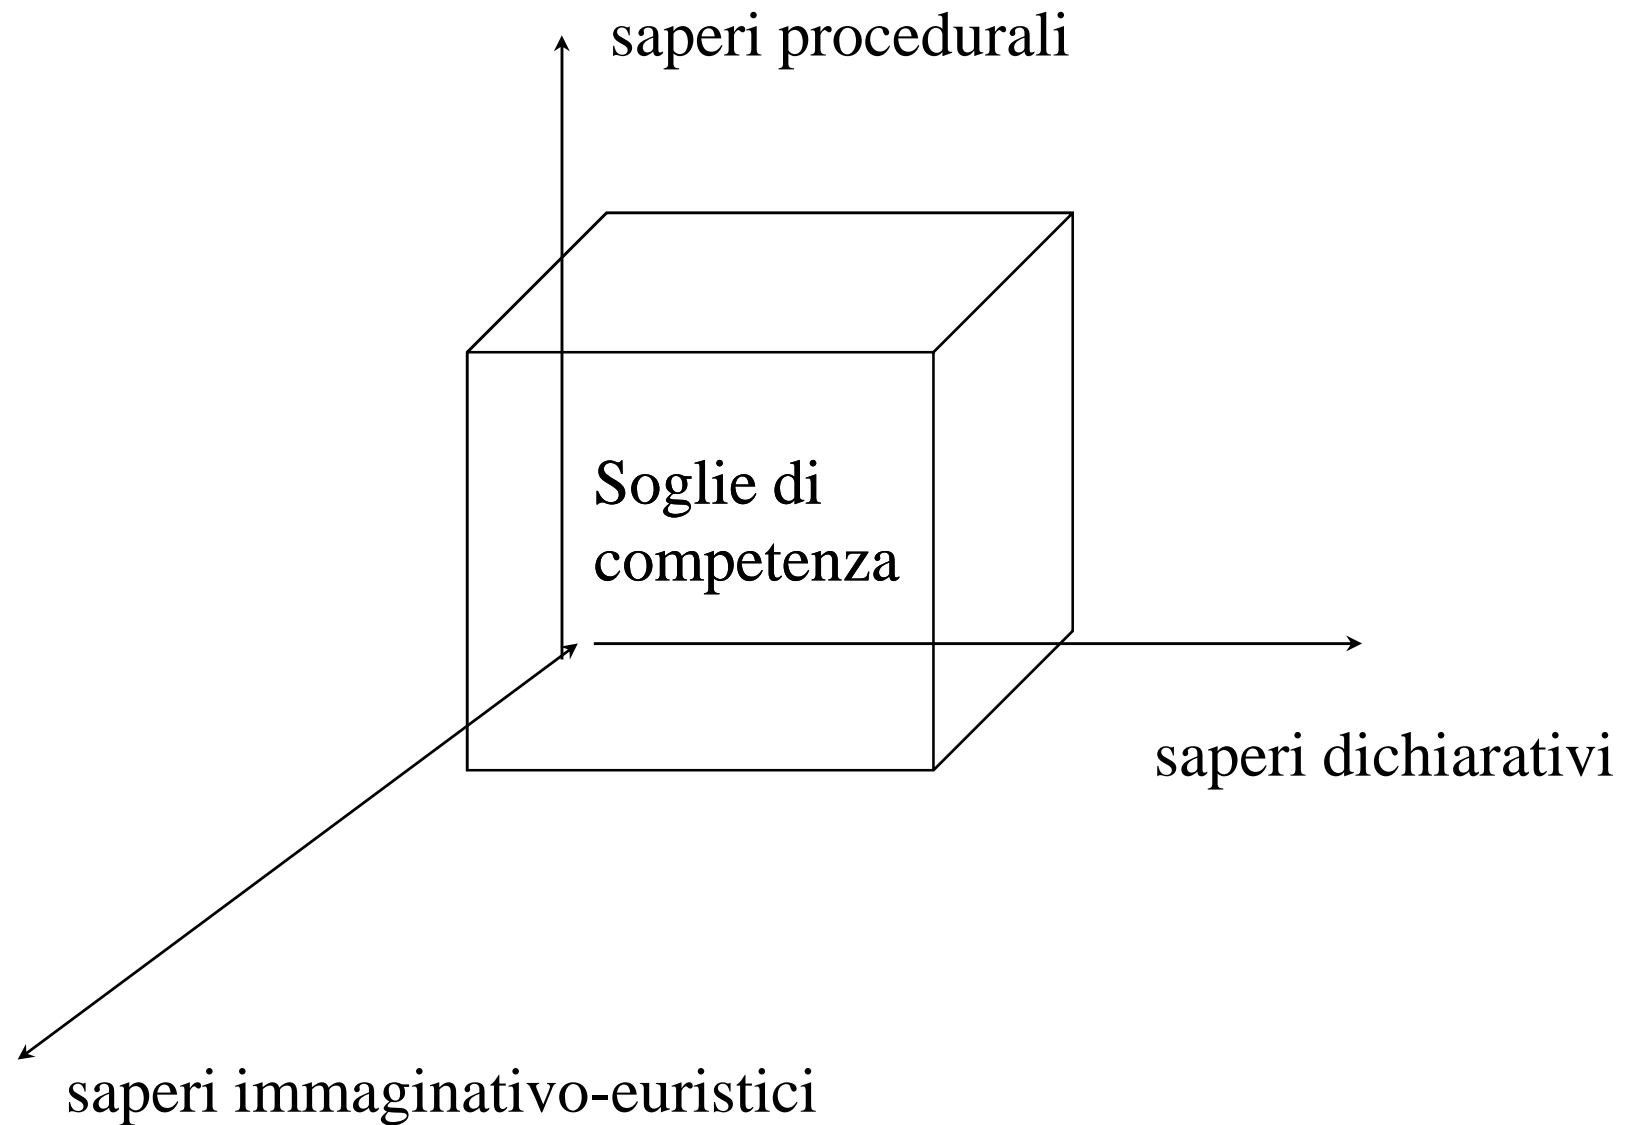 saperi procedurali
Soglie di
competenza
saperi dichiarativi
saperi immaginativo-euristici